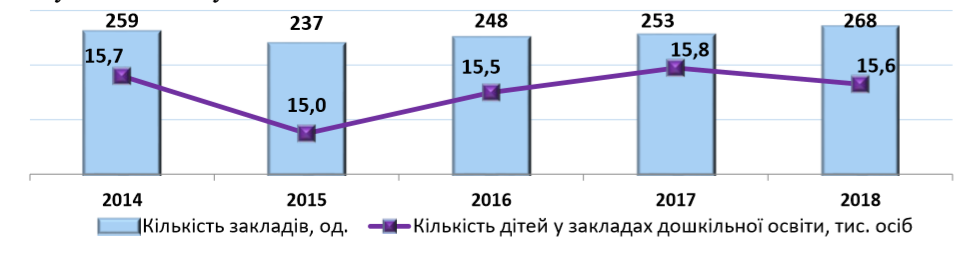 259 237 248 253 268
15,7 15,0 15,5 15,8 15,6
2014 2015 2016 2017 2018
Кількість закладів, од. Кількість дітей у закладах дошкільної освіти, тис. осіб